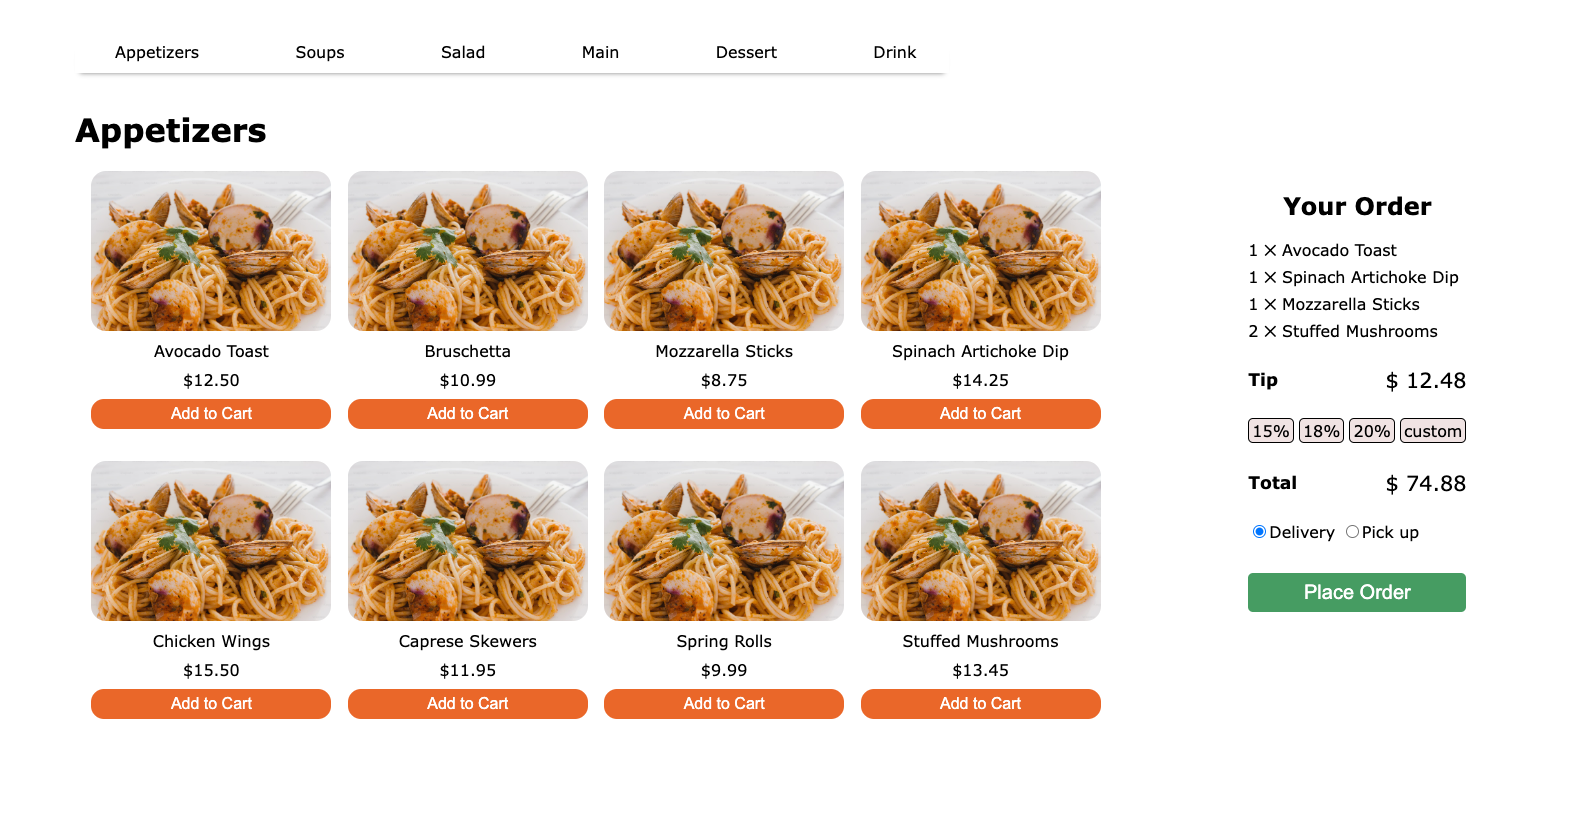 Appetizers Soups Salad Main Dessert Drink
Appetizers
Avocado Toast Bruschetta Mozzarella Sticks Spinach Artichoke Dip
$12.50 $10.99 $8.75 $14.25
Add to Cart Add to Cart Add to Cart Add to Cart
Chicken Wings Caprese Skewers Spring Rolls Stuffed Mushrooms
$15.50 $11.95 $9.99 $13.45
Add to Cart Add to Cart Add to Cart Add to Cart
Your Order
1 × Avocado Toast
1 × Spinach Artichoke Dip
1 × Mozzarella Sticks
2 × Stuffed Mushrooms
Tip $ 12.48
15% 18% 20% custom
Total $ 74.88
Delivery Pick up
Place Order